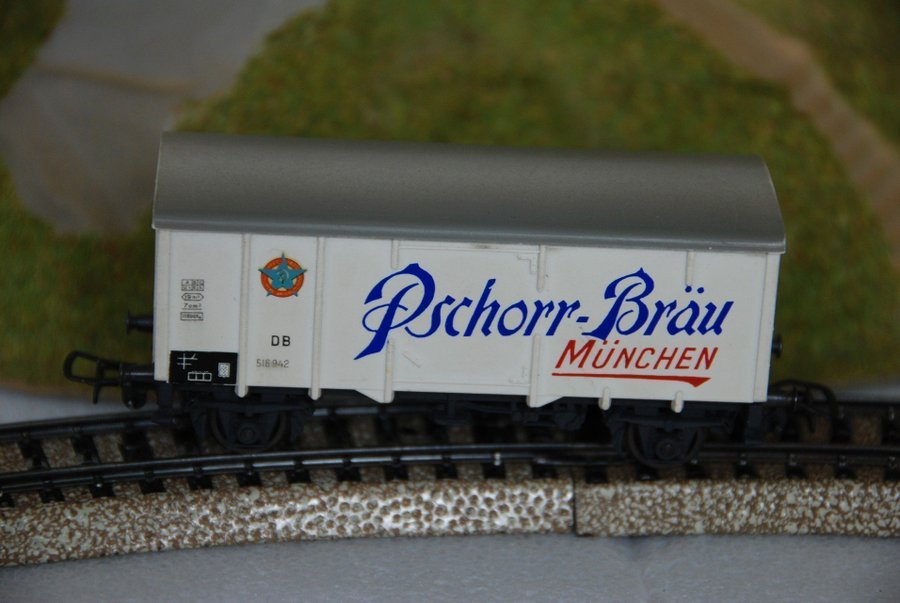 Pschorr-Bräu
MÜNCHEN
DB
516942